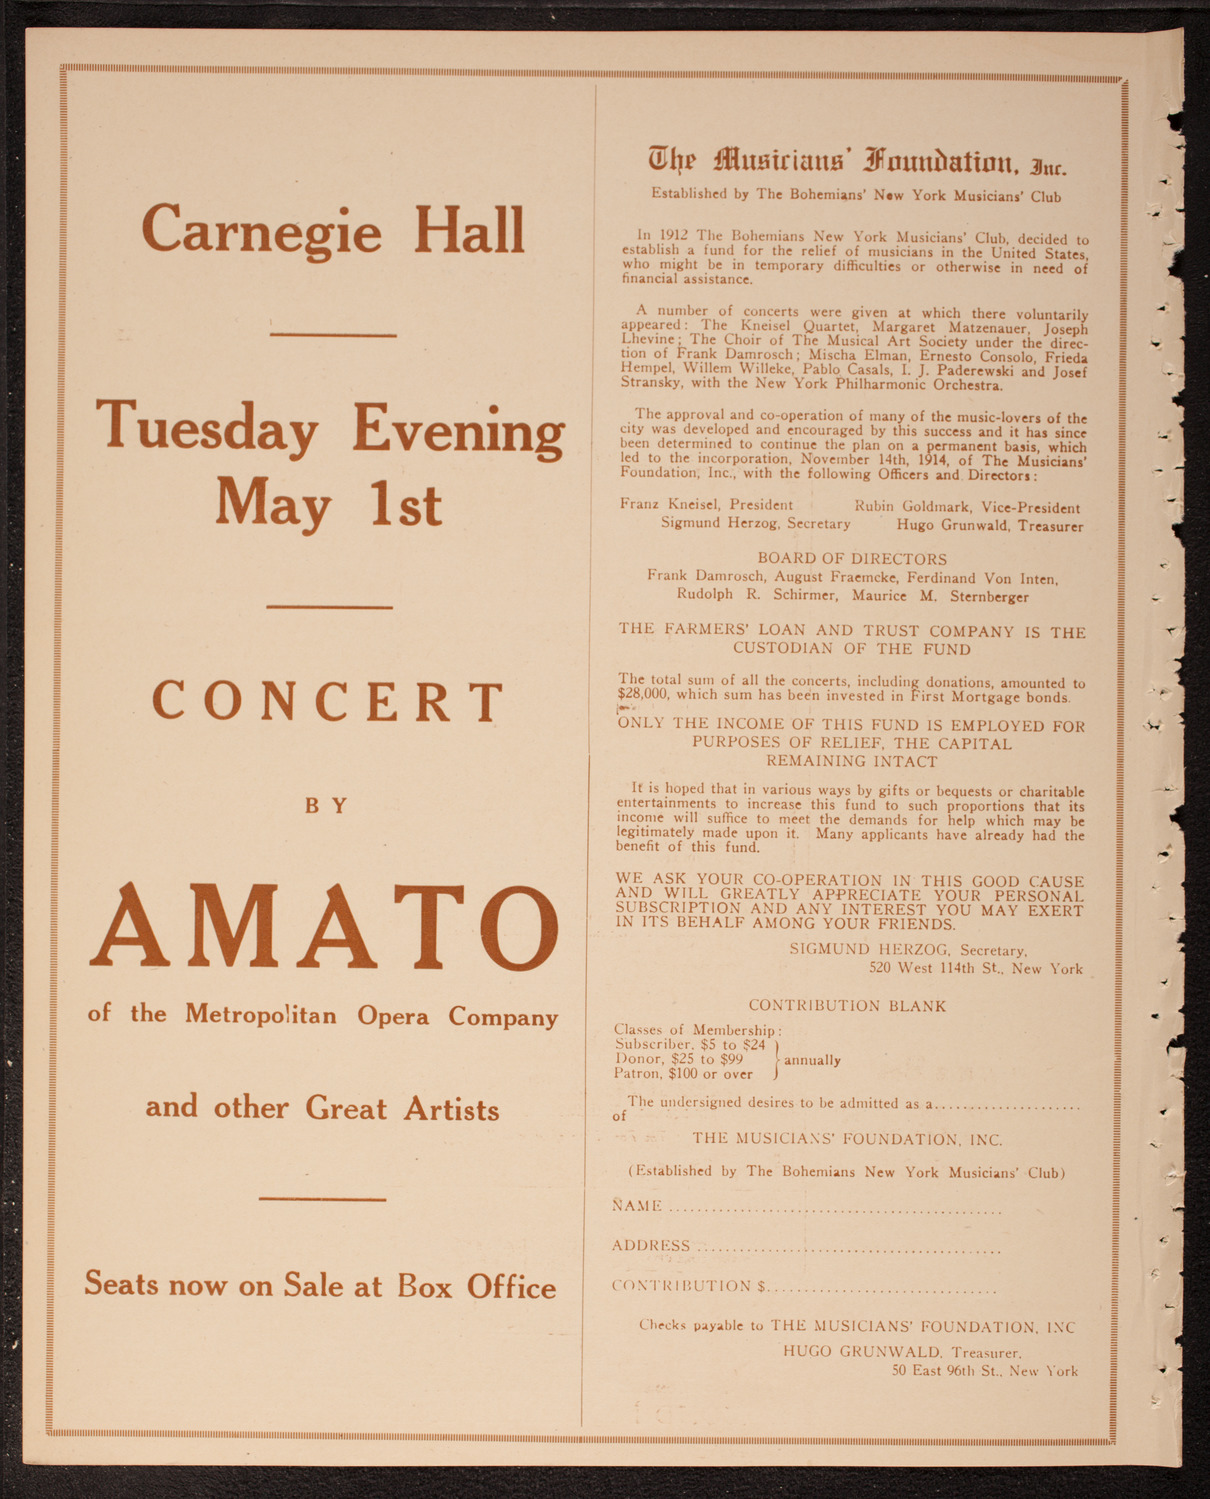 Carnegie Hall
Tuesday Evening
May 1st
CONCERT
BY
AMATO
of the Metropolitan Opera Company
and other Great Artists
Seats now on Sale at Box Office
The Musicians' Foundation, Inc.
Established by The Bohemians' New York Musicians' Club
In 1912 The Bohemians New York Musicians' Club, decided to
establish a fund for the relief of musicians in the United States,
who might be in temporary difficulties or otherwise in need of
financial assistance.
A number of concerts were given at which there voluntarily
appeared: The Kneisel Quartet, Margaret Matzenauer, Joseph
Lhevine; The Choir of The Musical Art Society under the direc-
tion of Frank Damrosch; Mischa Elman, Ernesto Consolo, Frieda
Hempel, Willem Willeke, Pablo Casals, I. J. Paderewski and Josef
Stransky, with the New York Philharmonic Orchestra.
The approval and co-operation of many of the music-lovers of the
city was developed and encouraged by this success and it has since
been determined to continue the plan on a permanent basis, which
led to the incorporation, November 14th, 1914, of The Musicians'
Foundation, Inc., with the following Officers and Directors:
Franz Kneisel, President Rubin Goldmark, Vice-President
Sigmund Herzog, Secretary Hugo Grunwald, Treasurer
BOARD OF DIRECTORS
Frank Damrosch, August Fraemcke, Ferdinand Von Inten,
Rudolph R. Schirmer, Maurice M. Sternberger
THE FARMERS' LOAN AND TRUST COMPANY IS THE
CUSTODIAN OF THE FUND
The total sum of all the concerts, including donations, amounted to
$28,000, which sum has been invested in First Mortgage bonds.
ONLY THE INCOME OF THIS FUND IS EMPLOYED FOR
PURPOSES OF RELIEF, THE CAPITAL
REMAINING INTACT
It is hoped that in various ways by gifts or bequests or charitable
entertainments to increase this fund to such proportions that its
income will suffice to meet the demands for help which may be
legitimately made upon it. Many applicants have already had the
benefit of this fund.
WE ASK YOUR CO-OPERATION IN THIS GOOD CAUSE
AND WILL GREATLY APPRECIATE YOUR PERSONAL
SUBSCRIPTION AND ANY INTEREST YOU MAY EXERT
IN ITS BEHALF AMONG YOUR FRIENDS.
SIGMUND HERZOG, Secretary,
520 West 114th St., New York
CONTRIBUTION BLANK
Classes of Membership:
Subscriber, $5 to $24
Donor, $25 to $99 annually
Patron, $100 or over
The undersigned desires to be admitted as a.....................
of
THE MUSICIANS' FOUNDATION, INC.
(Established by The Bohemians New York Musicians' Club)
NAME ...............................................
ADDRESS ...........................................
CONTRIBUTION $................................
Checks payable to THE MUSICIANS' FOUNDATION, INC
HUGO GRUNWALD, Treasurer,
50 East 96th St., New York